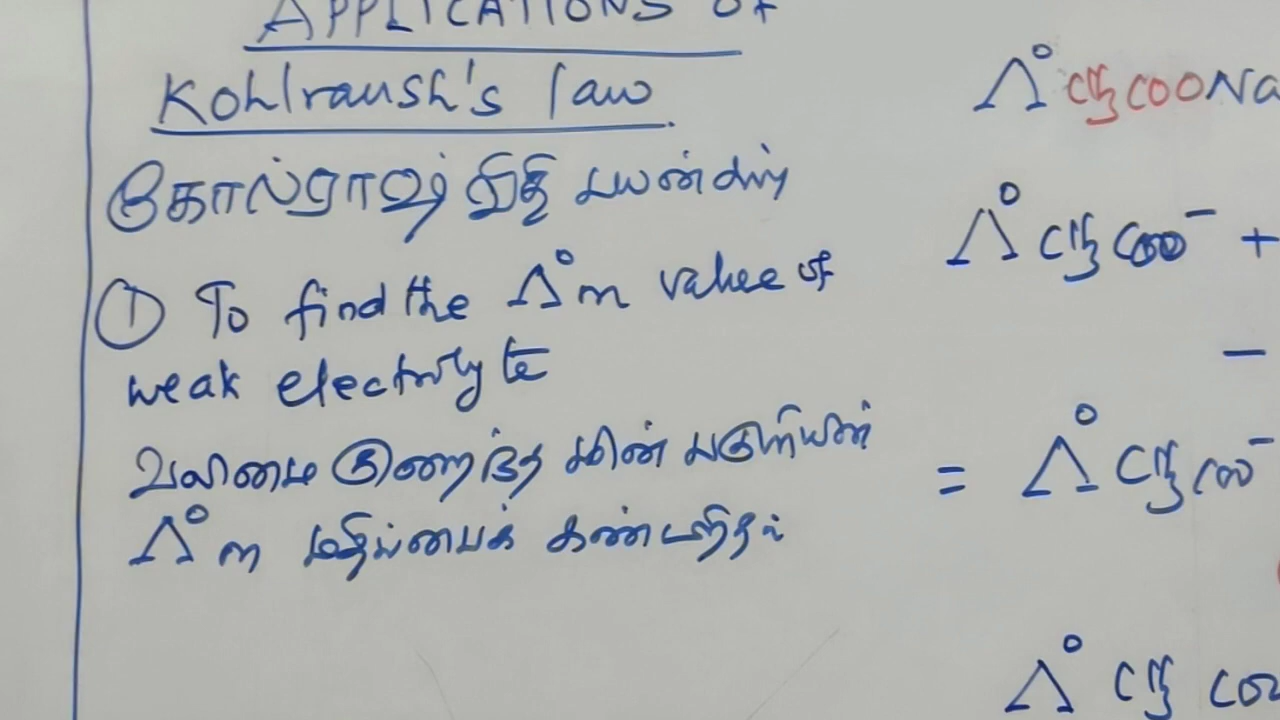 APPLICATIONS OF
Kohlraush's law
கோல்ராஷ் விதி பயன்கள்
① To find the Λ°m value of
weak electrolyte
வலிமை குறைந்த மின் பகுளியின்
Λ°m மதிப்பைக் கண்டறிதல்
Λ° CH₃COONa
Λ° CH₃COO⁻ +
−
= Λ° CH₃COO⁻
Λ° CH₃ COO